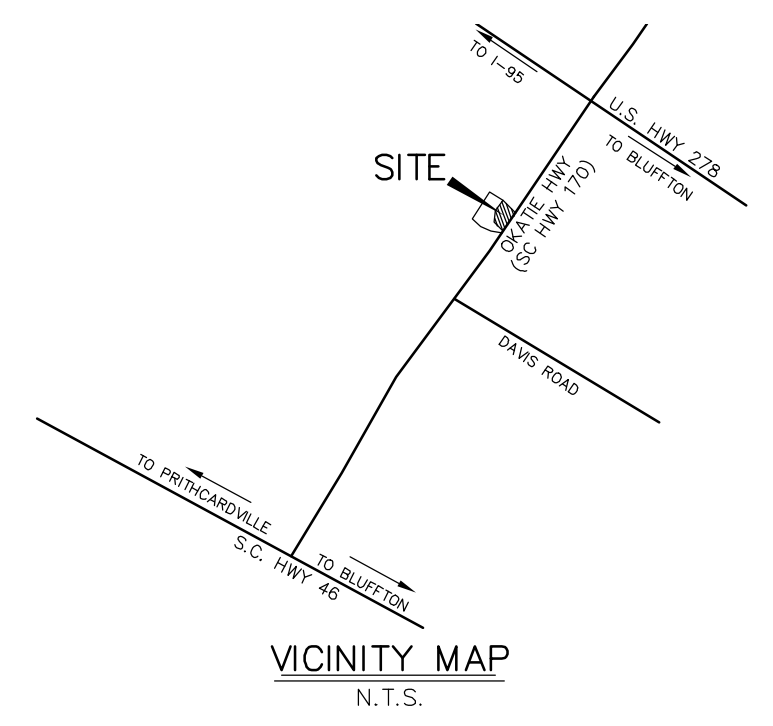 TO I-95
U.S. HWY 278
TO BLUFFTON
SITE
OKATIE HWY
(SC HWY 170)
DAVIS ROAD
TO PRITHCARDVILLE
S.C. HWY 46
TO BLUFFTON
VICINITY MAP
N.T.S.